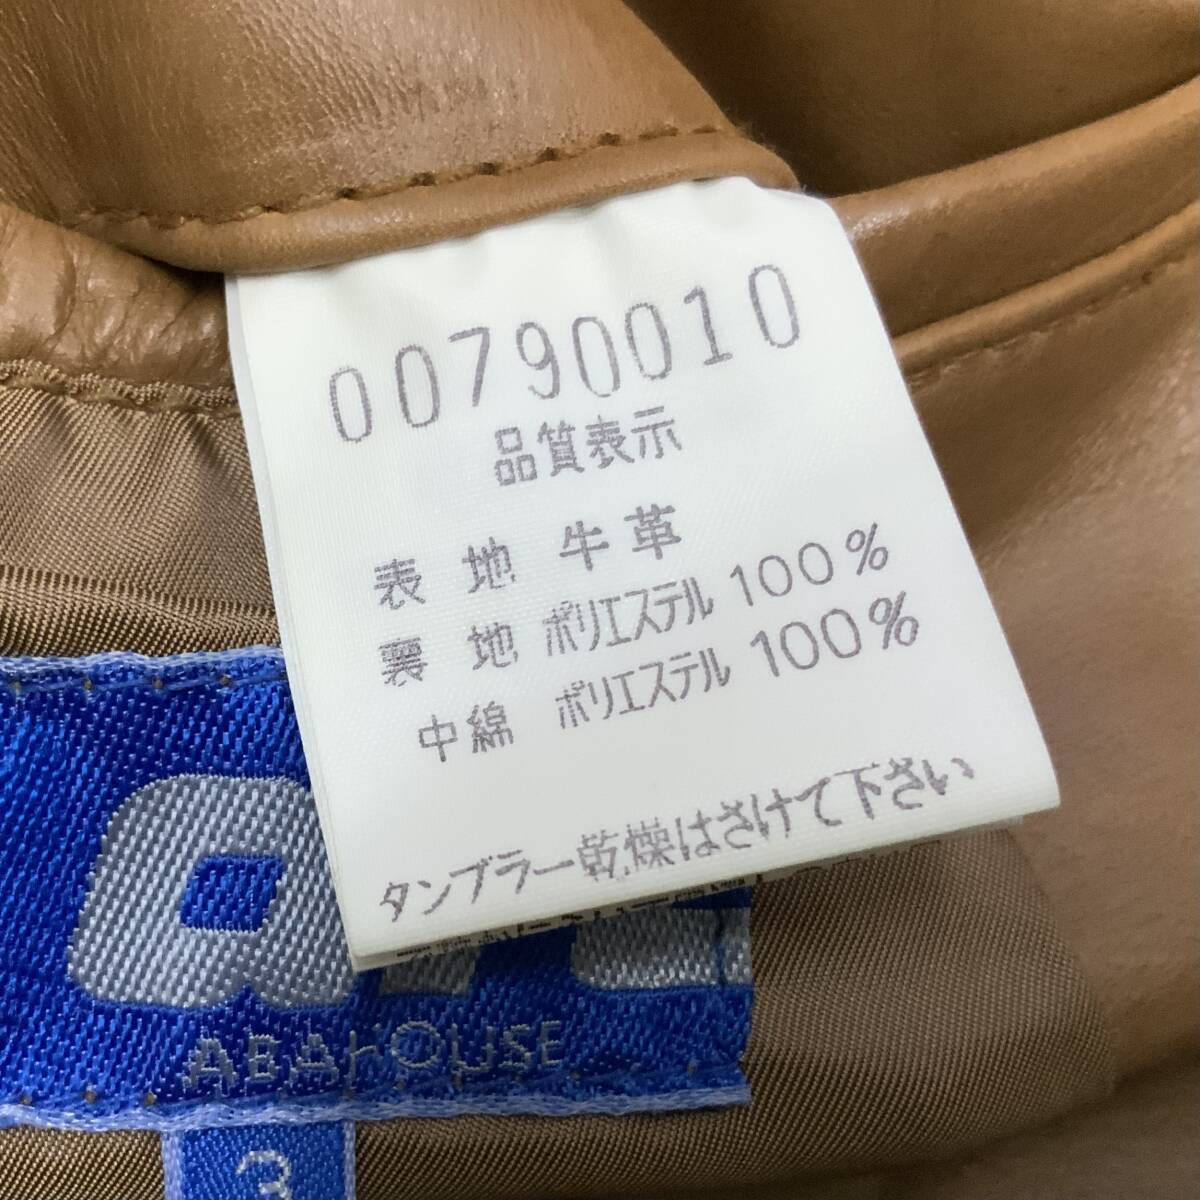 00790010
品質表示
表 地 牛 革
裏 地 ポリエステル 100%
中綿 ポリエステル 100%
タンブラー乾燥はさけて下さい
ABAHOUSE
3